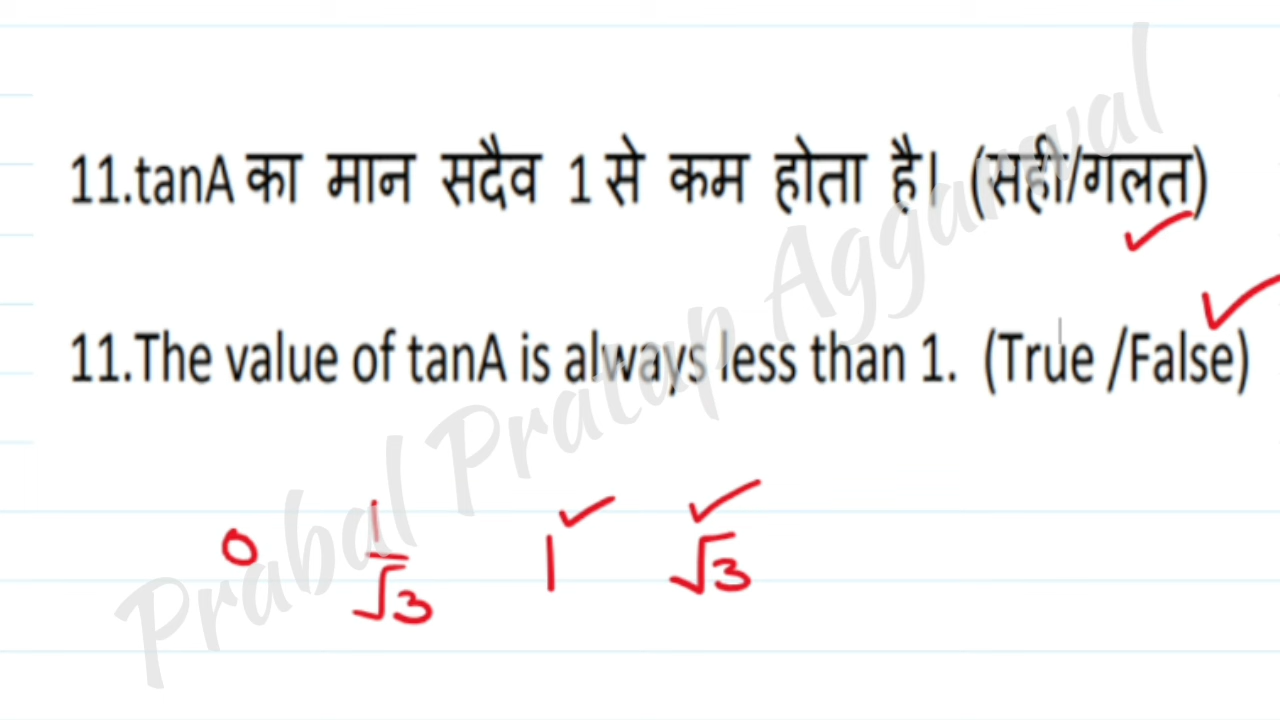 11.tanA का मान सदैव 1 से कम होता है। (सही/गलत)
11.The value of tanA is always less than 1. (True /False)
0 1/√3 1 √3
Prabal Pratap Aggarwal